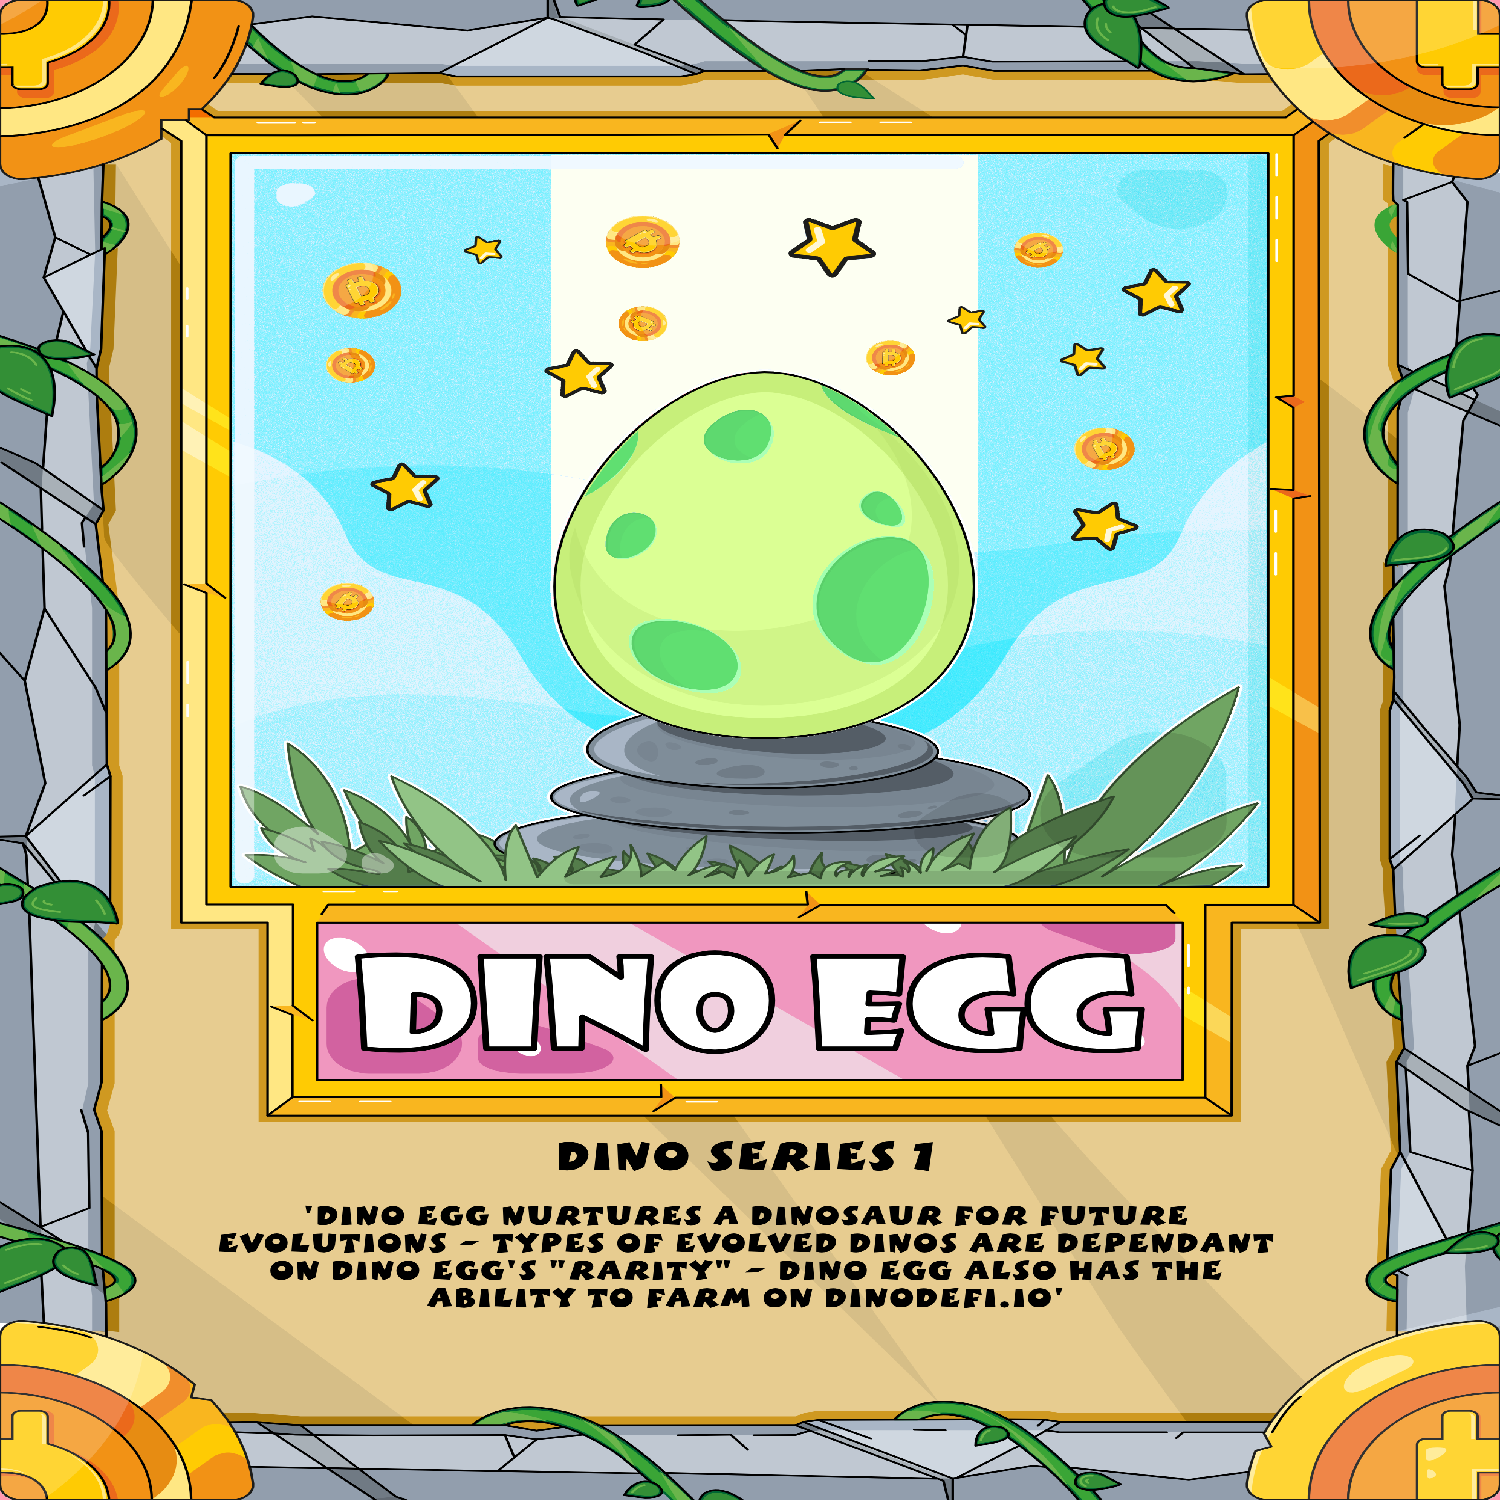 DINO EGG
DINO SERIES 1
'DINO EGG NURTURES A DINOSAUR FOR FUTURE
EVOLUTIONS - TYPES OF EVOLVED DINOS ARE DEPENDANT
ON DINO EGG'S "RARITY" - DINO EGG ALSO HAS THE
ABILITY TO FARM ON DINODEFI.IO'